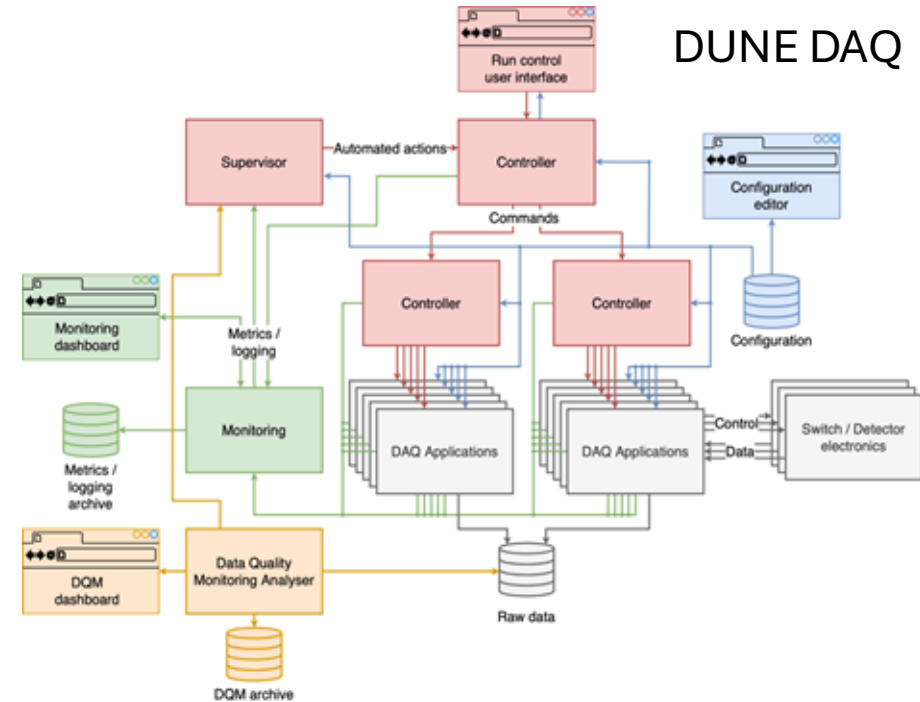 DUNE DAQ
Run control
user interface
Supervisor
Automated actions
Controller
Configuration
editor
Commands
Controller
Controller
Monitoring
dashboard
Metrics /
logging
Configuration
Monitoring
DAQ Applications
DAQ Applications
Control
Data
Switch / Detector
electronics
Metrics /
logging
archive
DQM
dashboard
Data Quality
Monitoring Analyser
Raw data
DQM archive